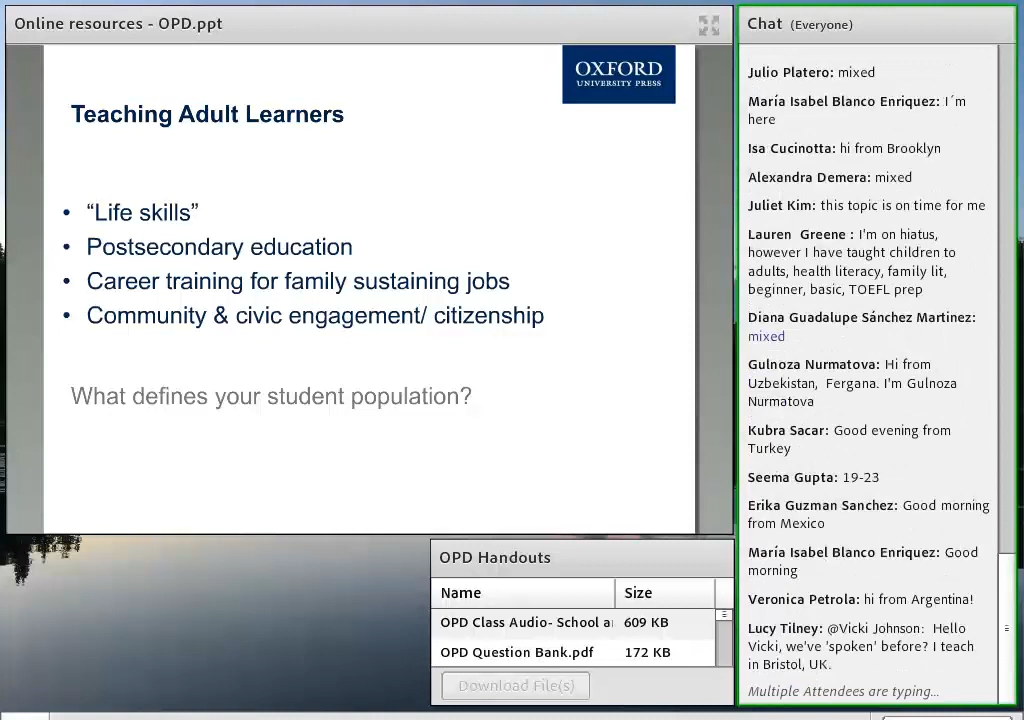 Online resources - OPD.ppt
OXFORD
UNIVERSITY PRESS
Teaching Adult Learners
• “Life skills”
• Postsecondary education
• Career training for family sustaining jobs
• Community & civic engagement/ citizenship
What defines your student population?
OPD Handouts
Name Size
OPD Class Audio- School 609 KB
OPD Question Bank.pdf 172 KB
Download File(s)
Chat (Everyone)
Julio Platero: mixed
María Isabel Blanco Enriquez: I´m
here
Isa Cucinotta: hi from Brooklyn
Alexandra Demera: mixed
Juliet Kim: this topic is on time for me
Lauren Greene : I'm on hiatus,
however I have taught children to
adults, health literacy, family lit,
beginner, basic, TOEFL prep
Diana Guadalupe Sánchez Martinez:
mixed
Gulnoza Nurmatova: Hi from
Uzbekistan, Fergana. I'm Gulnoza
Nurmatova
Kubra Sacar: Good evening from
Turkey
Seema Gupta: 19-23
Erika Guzman Sanchez: Good morning
from Mexico
María Isabel Blanco Enriquez: Good
morning
Veronica Petrola: hi from Argentina!
Lucy Tilney: @Vicki Johnson: Hello
Vicki, we've 'spoken' before? I teach
in Bristol, UK.
Multiple Attendees are typing...